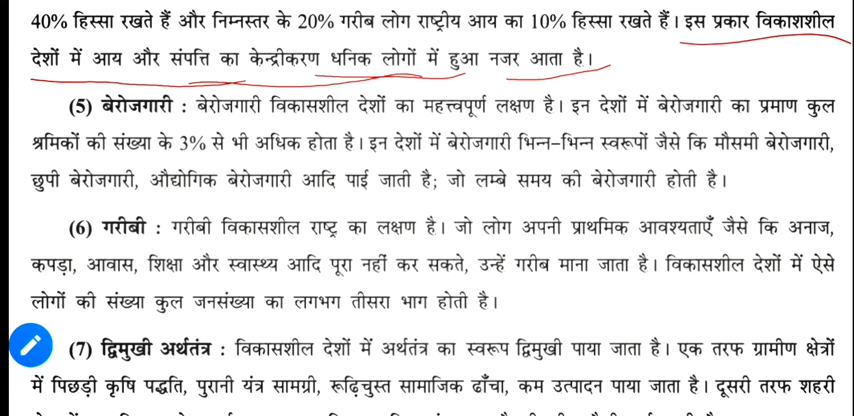 40% हिस्सा रखते हैं और निम्नस्तर के 20% गरीब लोग राष्ट्रीय आय का 10% हिस्सा रखते हैं। इस प्रकार विकाशशील
देशों में आय और संपत्ति का केन्द्रीकरण धनिक लोगों में हुआ नजर आता है।
(5) बेरोजगारी : बेरोजगारी विकासशील देशों का महत्त्वपूर्ण लक्षण है। इन देशों में बेरोजगारी का प्रमाण कुल
श्रमिकों की संख्या के 3% से भी अधिक होता है। इन देशों में बेरोजगारी भिन्न-भिन्न स्वरूपों जैसे कि मौसमी बेरोजगारी,
छुपी बेरोजगारी, औद्योगिक बेरोजगारी आदि पाई जाती है; जो लम्बे समय की बेरोजगारी होती है।
(6) गरीबी : गरीबी विकासशील राष्ट्र का लक्षण है। जो लोग अपनी प्राथमिक आवश्यताएँ जैसे कि अनाज,
कपड़ा, आवास, शिक्षा और स्वास्थ्य आदि पूरा नहीं कर सकते, उन्हें गरीब माना जाता है। विकासशील देशों में ऐसे
लोगों की संख्या कुल जनसंख्या का लगभग तीसरा भाग होती है।
(7) द्विमुखी अर्थतंत्र : विकासशील देशों में अर्थतंत्र का स्वरूप द्विमुखी पाया जाता है। एक तरफ ग्रामीण क्षेत्रों
में पिछड़ी कृषि पद्धति, पुरानी यंत्र सामग्री, रूढ़िचुस्त सामाजिक ढाँचा, कम उत्पादन पाया जाता है। दूसरी तरफ शहरी